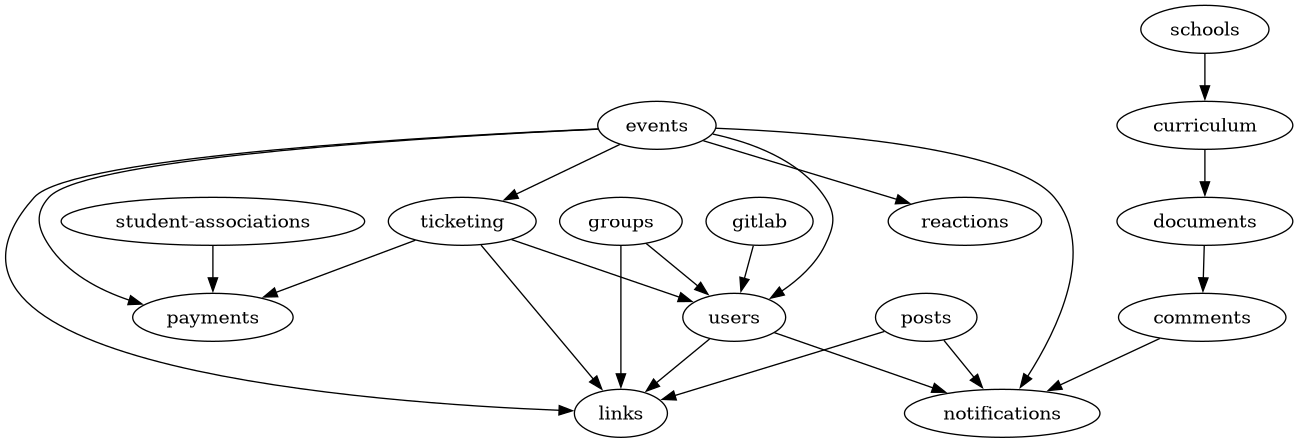 schools
events
curriculum
student-associations
ticketing
groups
gitlab
reactions
documents
payments
users
posts
comments
links
notifications